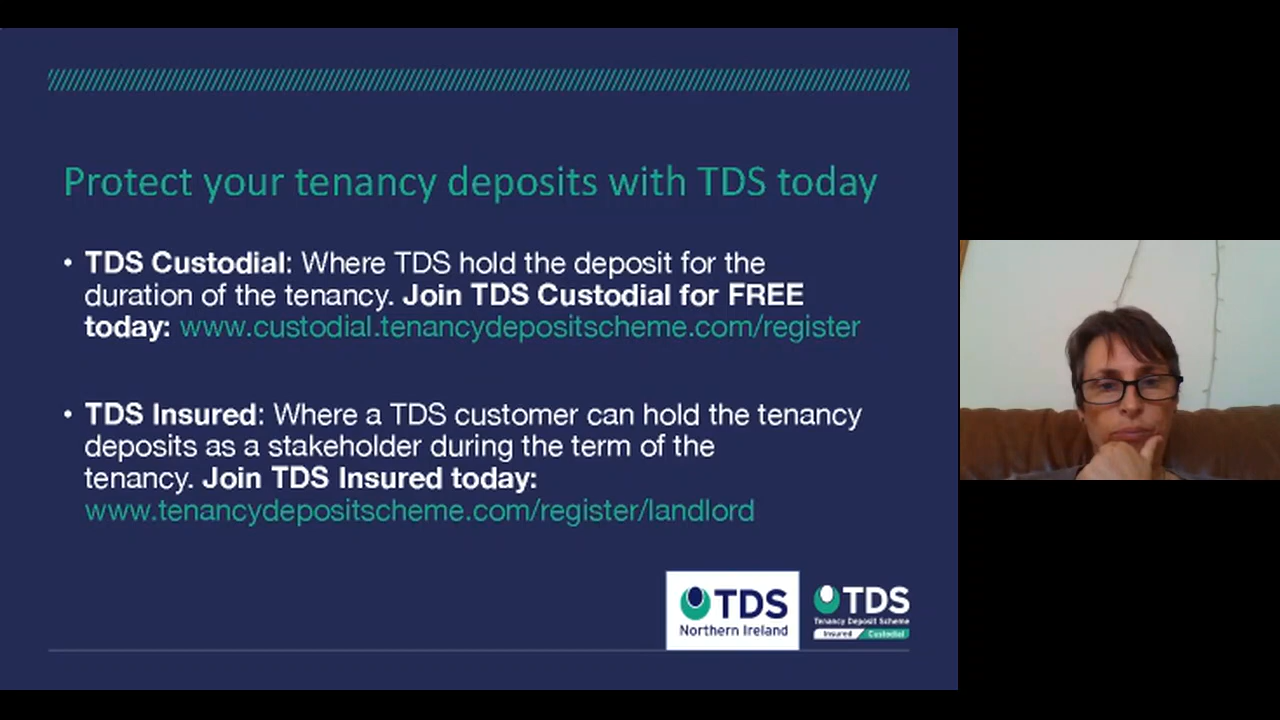 Protect your tenancy deposits with TDS today
• TDS Custodial: Where TDS hold the deposit for the
duration of the tenancy. Join TDS Custodial for FREE
today: www.custodial.tenancydepositscheme.com/register
• TDS Insured: Where a TDS customer can hold the tenancy
deposits as a stakeholder during the term of the
tenancy. Join TDS Insured today:
www.tenancydepositscheme.com/register/landlord
TDS
Northern Ireland
TDS
Tenancy Deposit Scheme
Insured Custodial